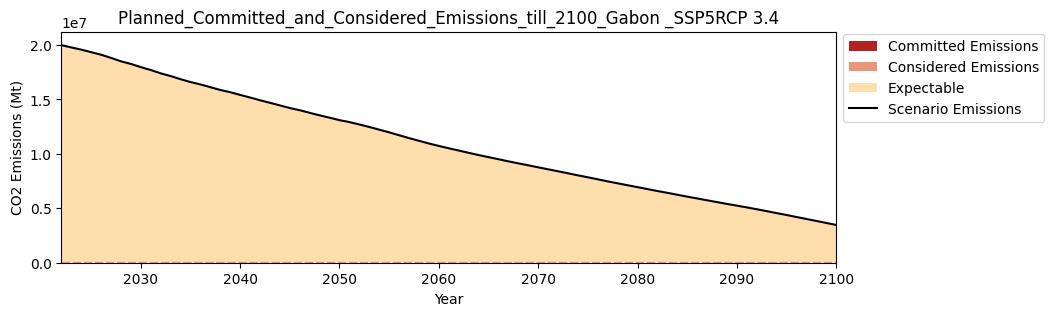 Planned_Committed_and_Considered_Emissions_till_2100_Gabon _SSP5RCP 3.4
1e7
2.0
1.5
1.0
0.5
0.0
CO2 Emissions (Mt)
2030 2040 2050 2060 2070 2080 2090 2100
Year
Committed Emissions
Considered Emissions
Expectable
Scenario Emissions